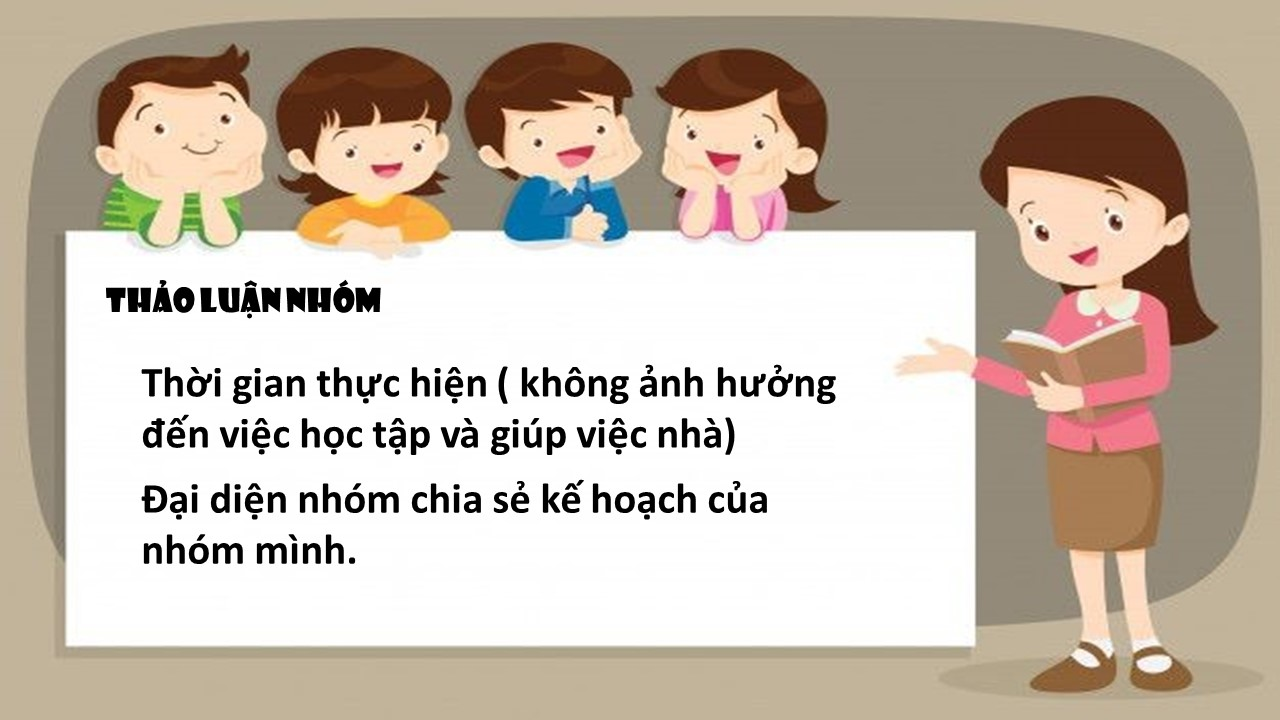 THẢO LUẬN NHÓM
Thời gian thực hiện ( không ảnh hưởng
đến việc học tập và giúp việc nhà)
Đại diện nhóm chia sẻ kế hoạch của
nhóm mình.